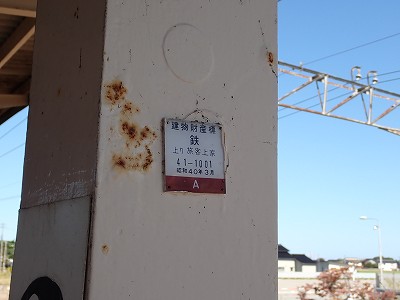 建物財産標
鉄
上り旅客上家
41-1001
昭和40年3月
A